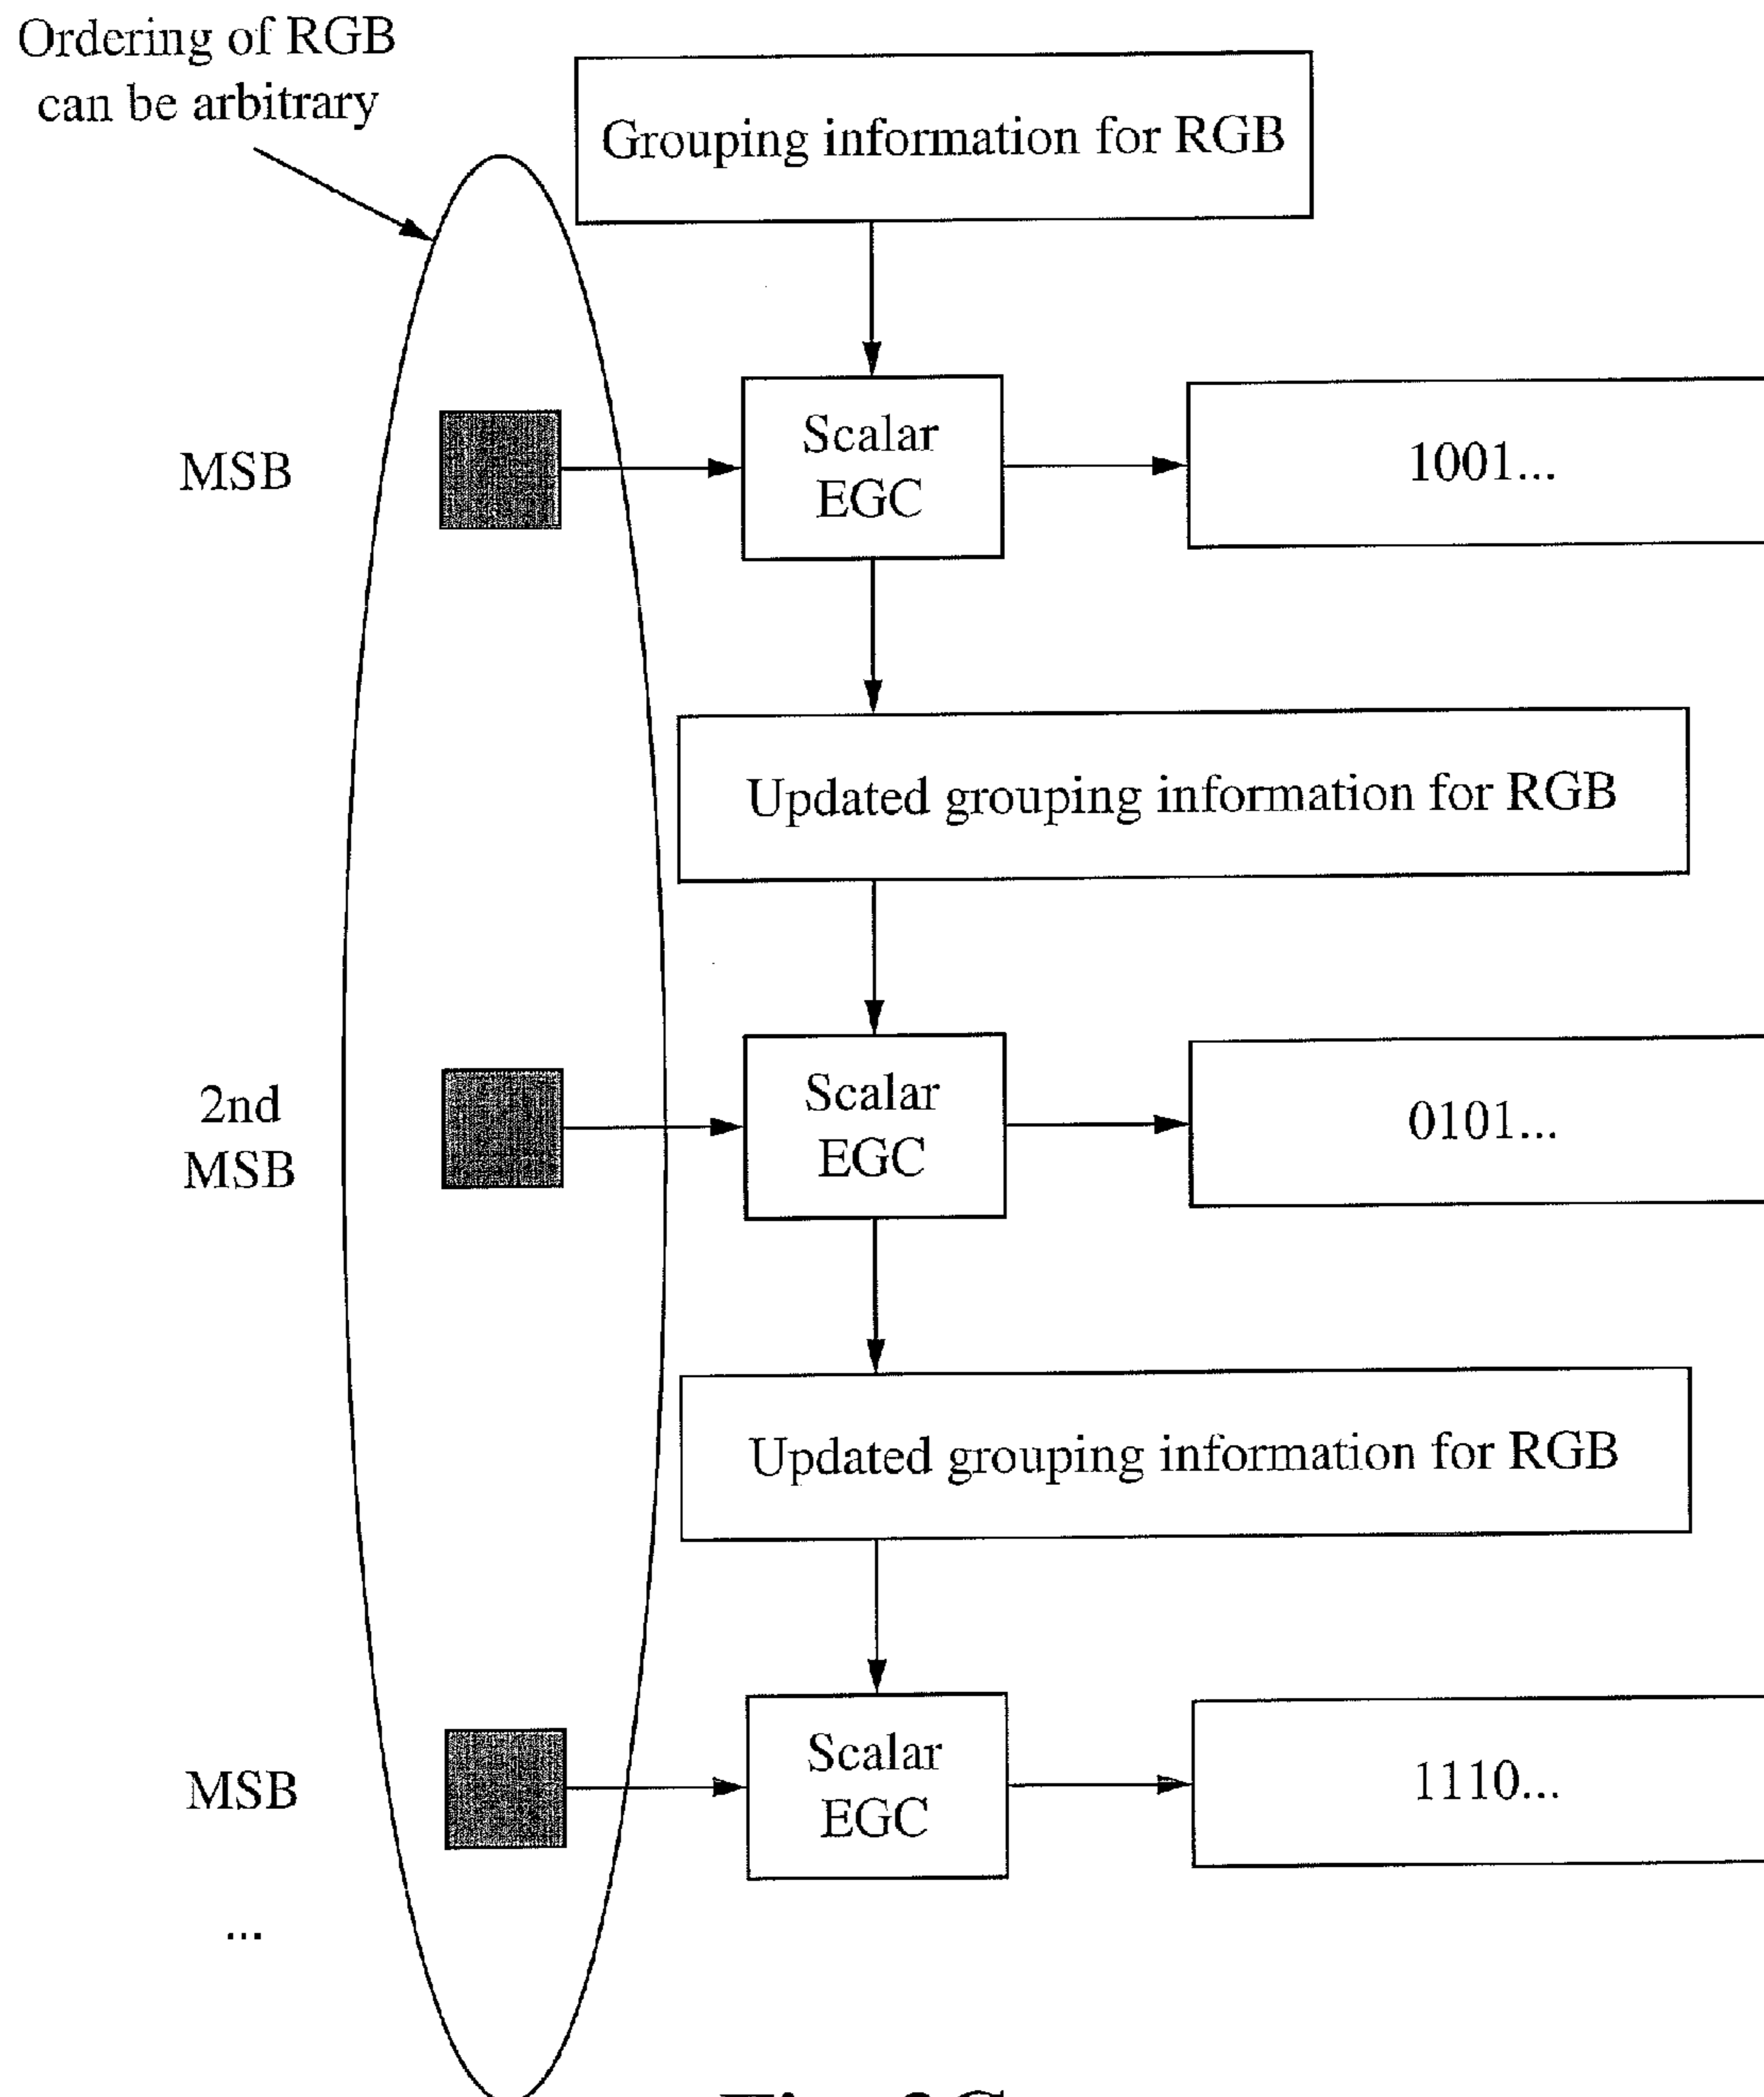 Ordering of RGB
can be arbitrary
Grouping information for RGB
MSB
Scalar
EGC
1001...
Updated grouping information for RGB
2nd
MSB
Scalar
EGC
0101...
Updated grouping information for RGB
MSB
Scalar
EGC
1110...
...